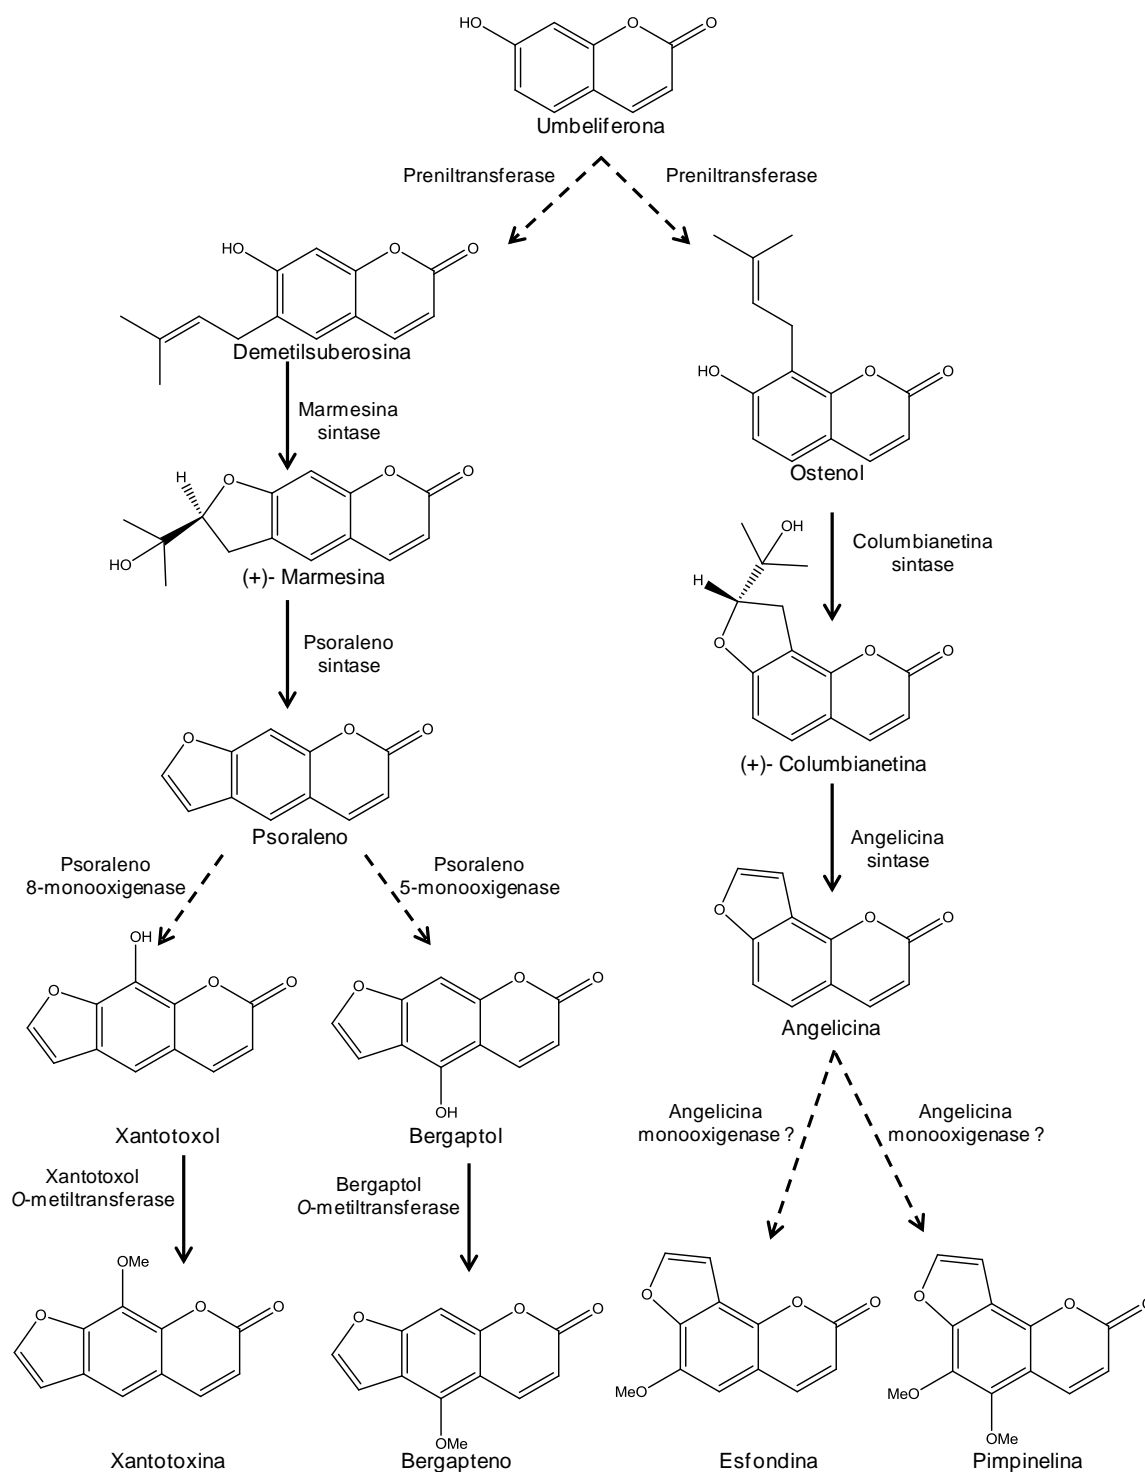 HO O O
Umbeliferona
Preniltransferase Preniltransferase
HO O O
Demetilsuberosina
HO O O
Ostenol
Marmesina
sintase
H O O O
HO
(+)- Marmesina
Columbianetina
sintase
OH
H
O O O
(+)- Columbianetina
Psoraleno
sintase
O O O
Psoraleno
Angelicina
sintase
O O O
Angelicina
Psoraleno
8-monooxigenase
Psoraleno
5-monooxigenase
OH
O O O
Xantotoxol
O O O
OH
Bergaptol
Angelicina
monooxigenase ?
Angelicina
monooxigenase ?
Xantotoxol
O-metiltransferase
Bergaptol
O-metiltransferase
OMe
O O O
Xantotoxina
O O O
OMe
Bergapteno
O O O
MeO
Esfondina
O O O
MeO
OMe
Pimpinelina